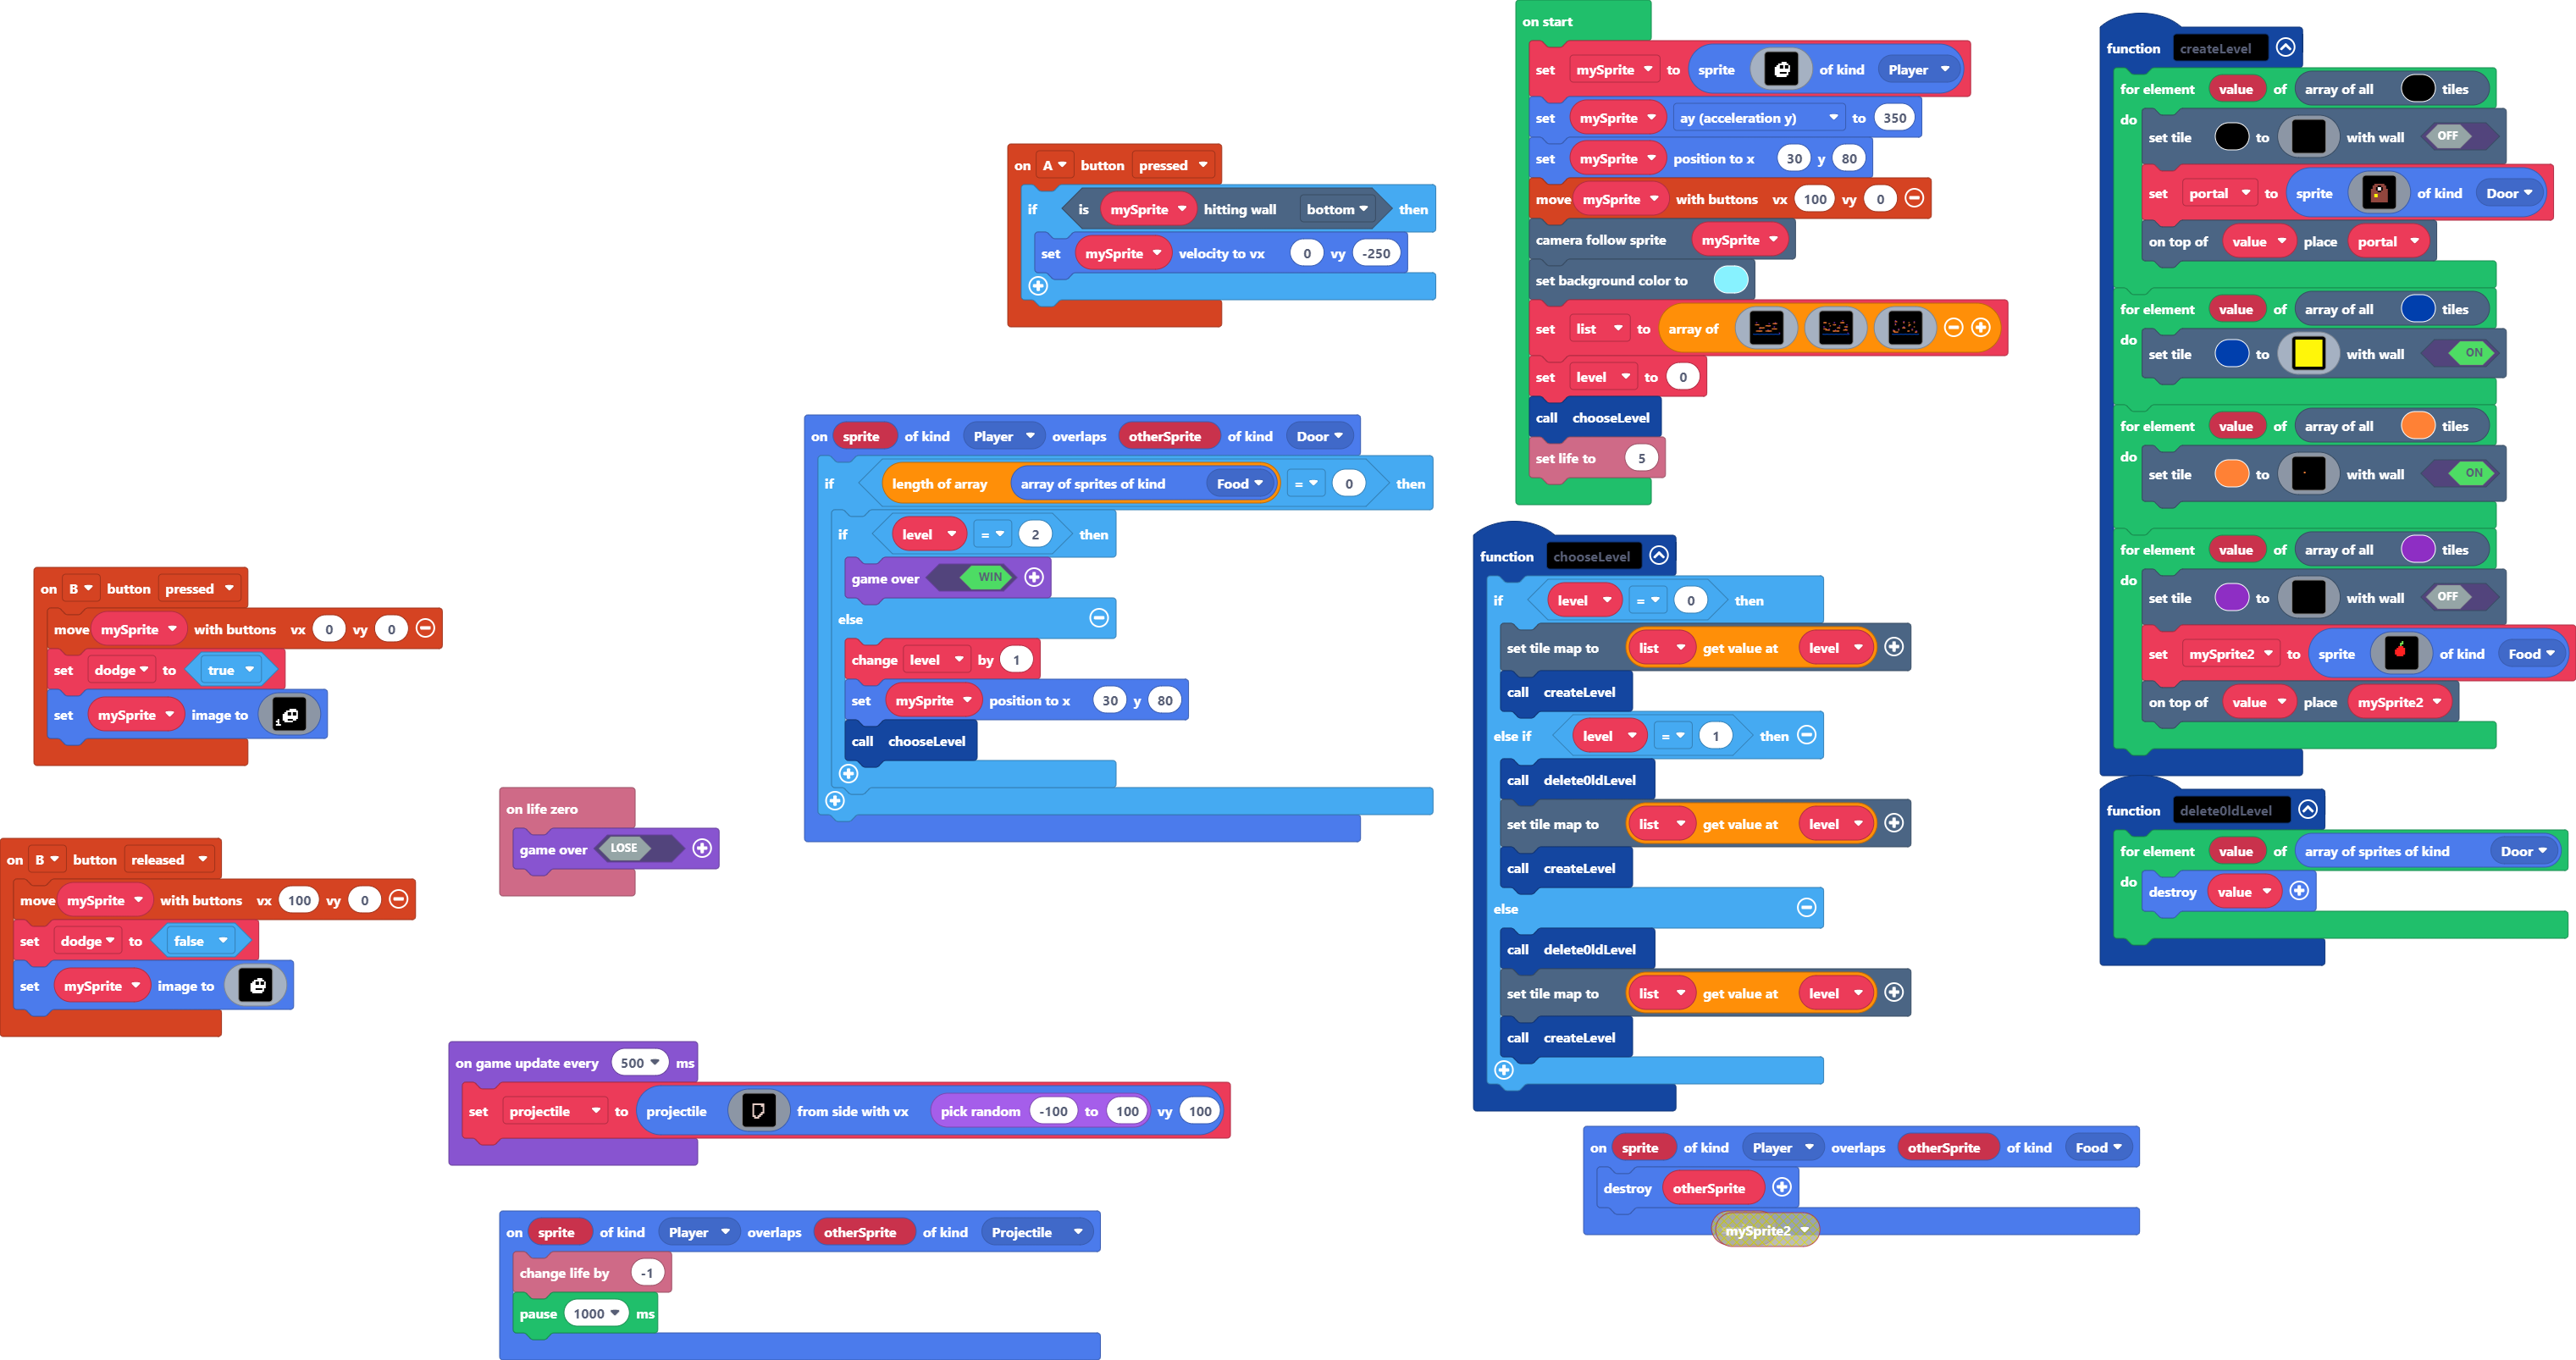 on A button pressed
if is mySprite hitting wall bottom then
set mySprite velocity to vx 0 vy -250
on B button pressed
move mySprite with buttons vx 0 vy 0
set dodge to true
set mySprite image to
on B button released
move mySprite with buttons vx 100 vy 0
set dodge to false
set mySprite image to
on sprite of kind Player overlaps otherSprite of kind Door
if length of array array of sprites of kind Food = 0 then
if level = 2 then
game over WIN
else
change level by 1
set mySprite position to x 30 y 80
call chooseLevel
on life zero
game over LOSE
on game update every 500 ms
set projectile to projectile from side with vx pick random -100 to 100 vy 100
on sprite of kind Player overlaps otherSprite of kind Projectile
change life by -1
pause 1000 ms
on start
set mySprite to sprite of kind Player
set mySprite ay (acceleration y) to 350
set mySprite position to x 30 y 80
move mySprite with buttons vx 100 vy 0
camera follow sprite mySprite
set background color to
set list to array of
set level to 0
call chooseLevel
set life to 5
function chooseLevel
if level = 0 then
set tile map to list get value at level
call createLevel
else if level = 1 then
call delete0ldLevel
set tile map to list get value at level
call createLevel
else
call delete0ldLevel
set tile map to list get value at level
call createLevel
on sprite of kind Player overlaps otherSprite of kind Food
destroy otherSprite
mySprite2
function createLevel
for element value of array of all tiles
do
set tile to with wall OFF
set portal to sprite of kind Door
on top of value place portal
for element value of array of all tiles
do
set tile to with wall ON
for element value of array of all tiles
do
set tile to with wall ON
for element value of array of all tiles
do
set tile to with wall OFF
set mySprite2 to sprite of kind Food
on top of value place mySprite2
function delete0ldLevel
for element value of array of sprites of kind Door
do
destroy value